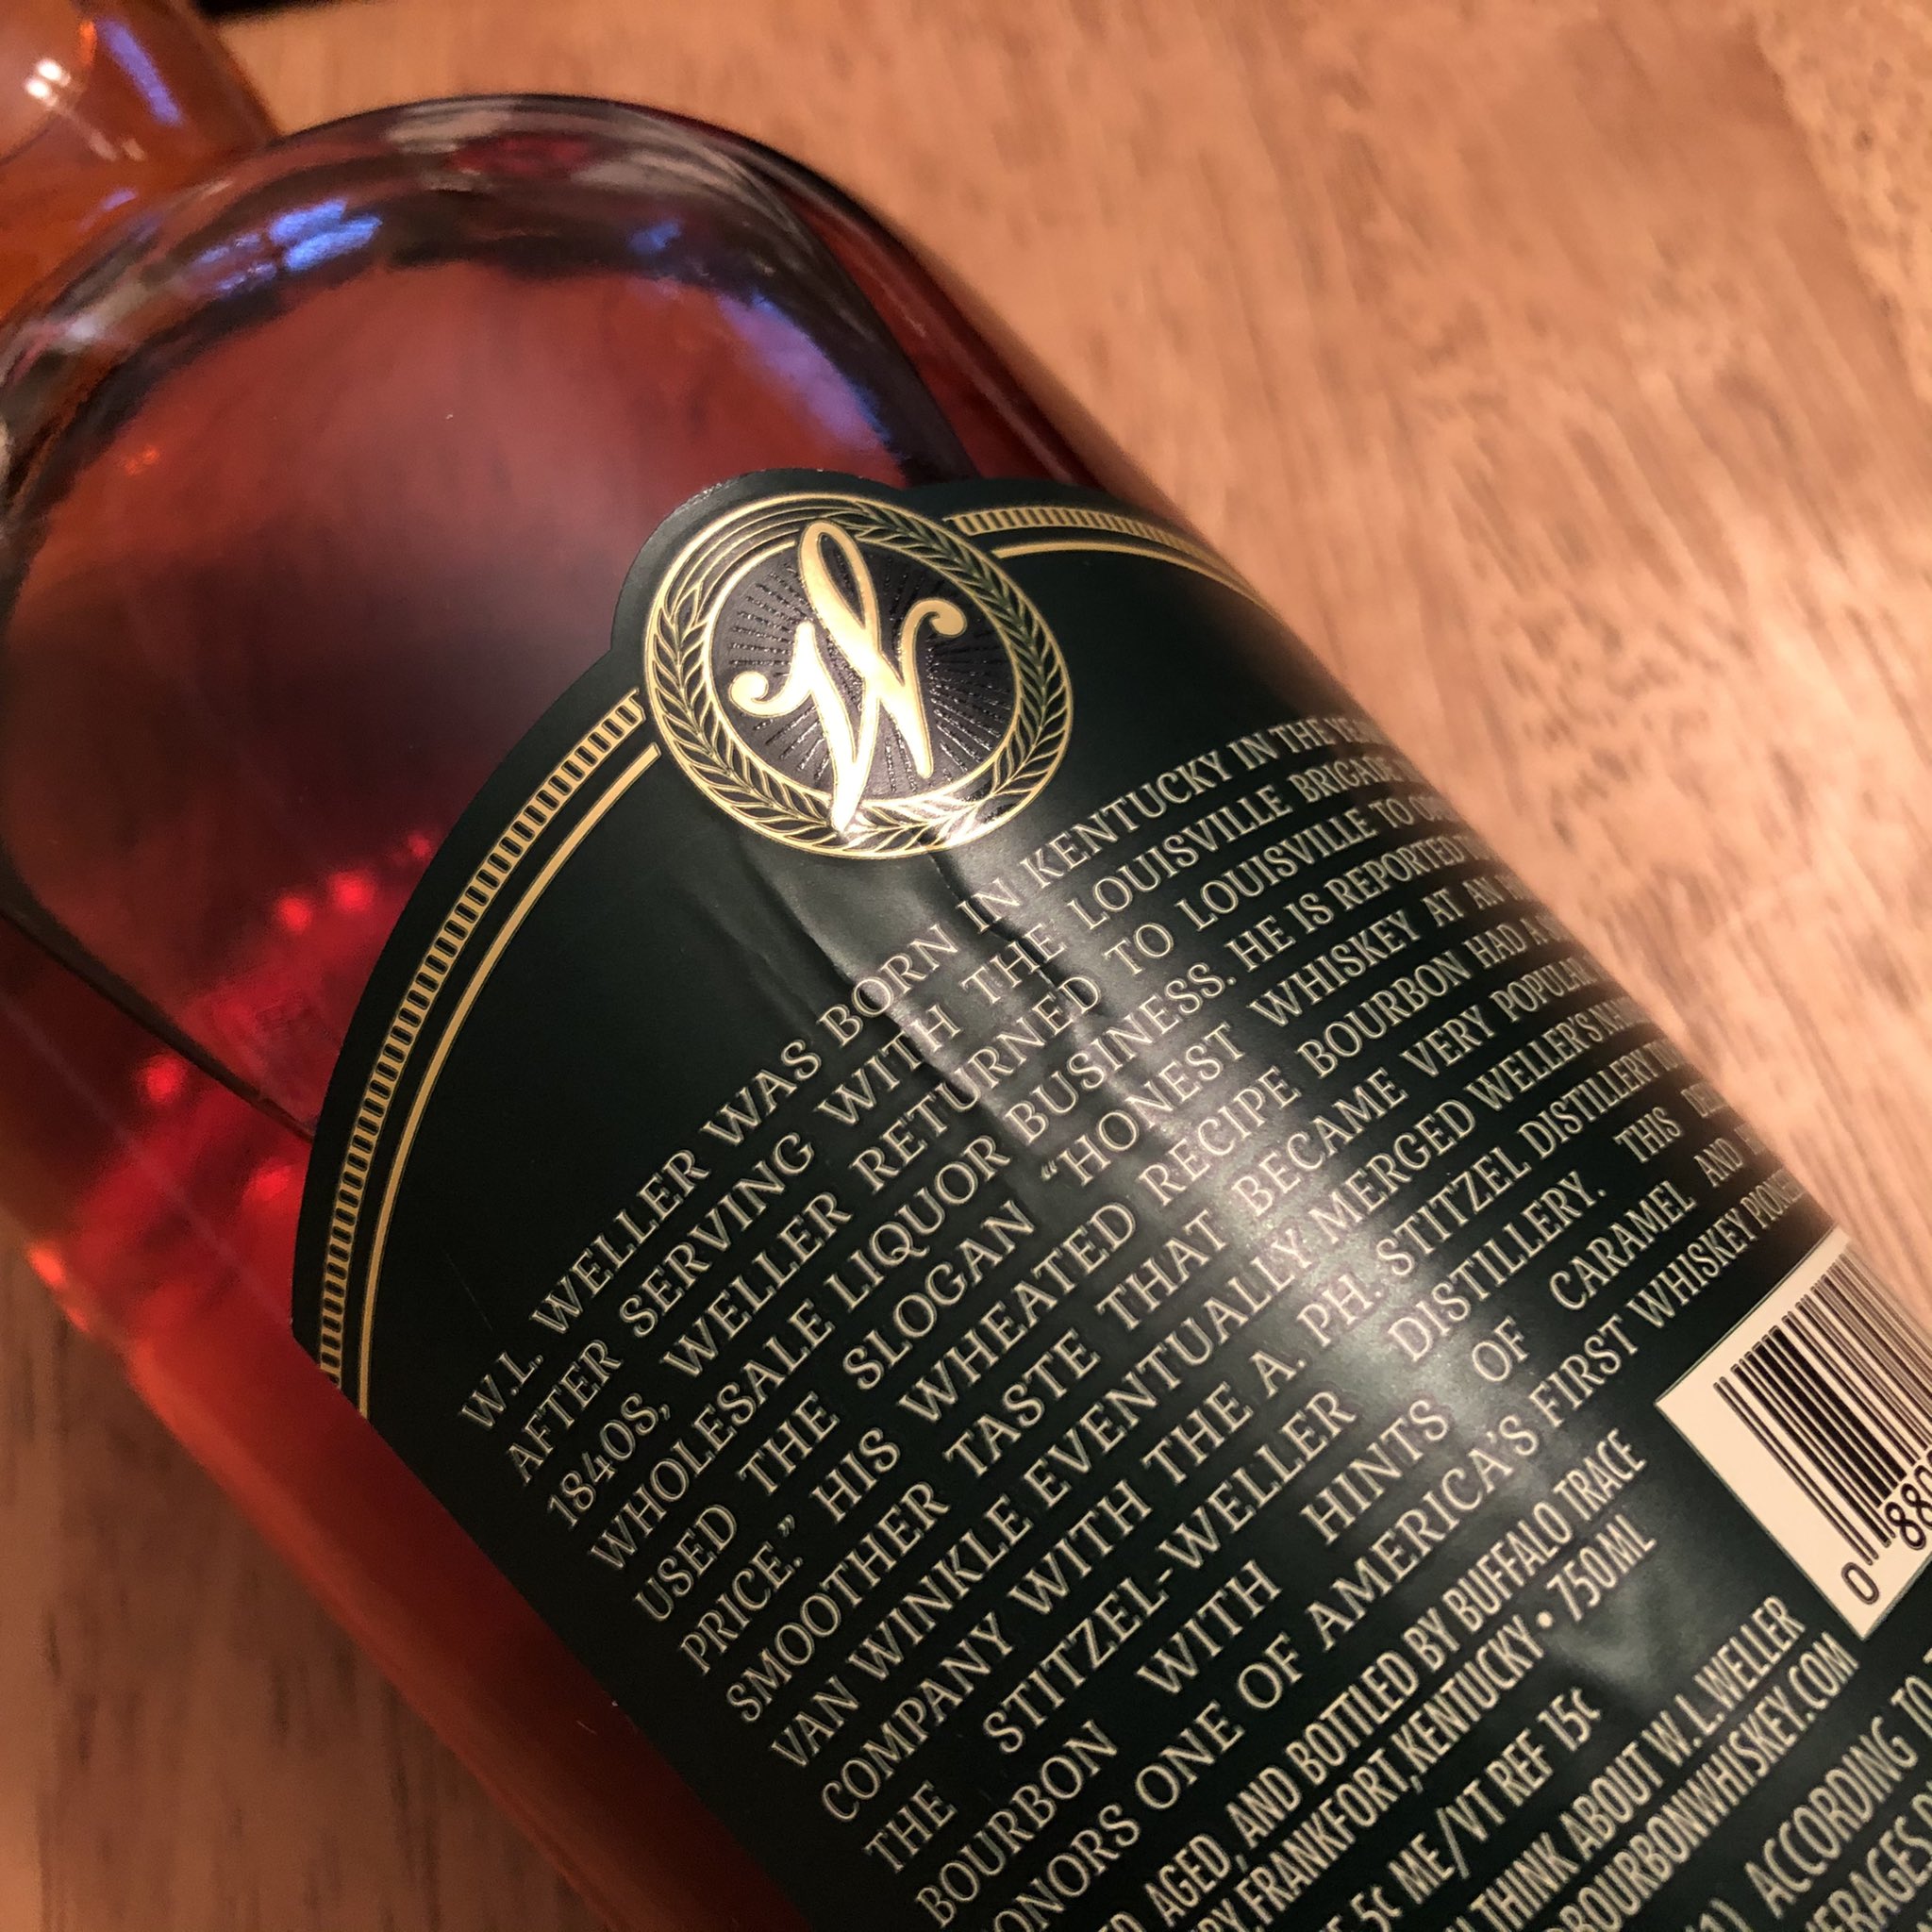 W
W.L. WELLER WAS BORN IN KENTUCKY IN THE
AFTER SERVING WITH THE LOUISVILLE BRIGADE
1840S, WELLER RETURNED TO LOUISVILLE TO
WHOLESALE LIQUOR BUSINESS. HE IS REPORTED
USED THE SLOGAN “HONEST WHISKEY AT AN
PRICE.” HIS WHEATED RECIPE BOURBON HAD A
SMOOTHER TASTE THAT BECAME VERY POPULAR
VAN WINKLE EVENTUALLY MERGED WELLER'S
COMPANY WITH THE A. PH. STITZEL DISTILLERY
THE STITZEL-WELLER DISTILLERY. THIS
BOURBON WITH HINTS OF CARAMEL AND
ONORS ONE OF AMERICA'S FIRST WHISKEY
AGED, AND BOTTLED BY BUFFALO TRACE
FRANKFORT, KENTUCKY • 750ML
5¢ ME/VT REF 15¢
THINK ABOUT W. L. WELLER
BOURBONWHISKEY.COM
ACCORDING TO
0 88